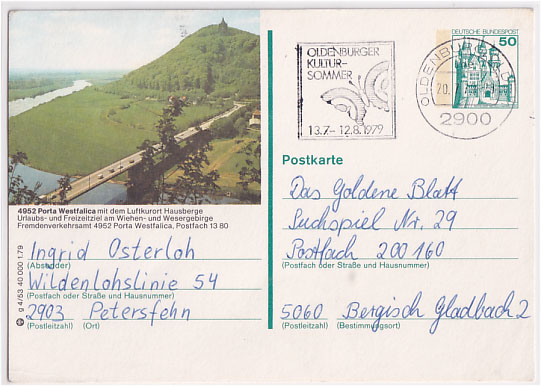 4952 Porta Westfalica mit dem Luftkurort Hausberge
Urlaubs- und Freizeitziel am Wiehen- und Wesergebirge
Fremdenverkehrsamt 4952 Porta Westfalica, Postfach 13 80
Ingrid Osterloh
(Absender)
Wildenlohslinie 54
(Postfach oder Straße und Hausnummer)
2903 Petersfehn
(Postleitzahl) (Ort)
g 4/53 40 000 1.79
OLDENBURGER
KULTUR-
SOMMER
13.7.- 12.8.1979
OLDENBURG
20.
2900
DEUTSCHE BUNDESPOST
50
Postkarte
Das Goldene Blatt
Suchspiel Nr. 29
Postfach 200 160
(Postfach oder Straße und Hausnummer)
5060 Bergisch Gladbach 2
(Postleitzahl) (Bestimmungsort)